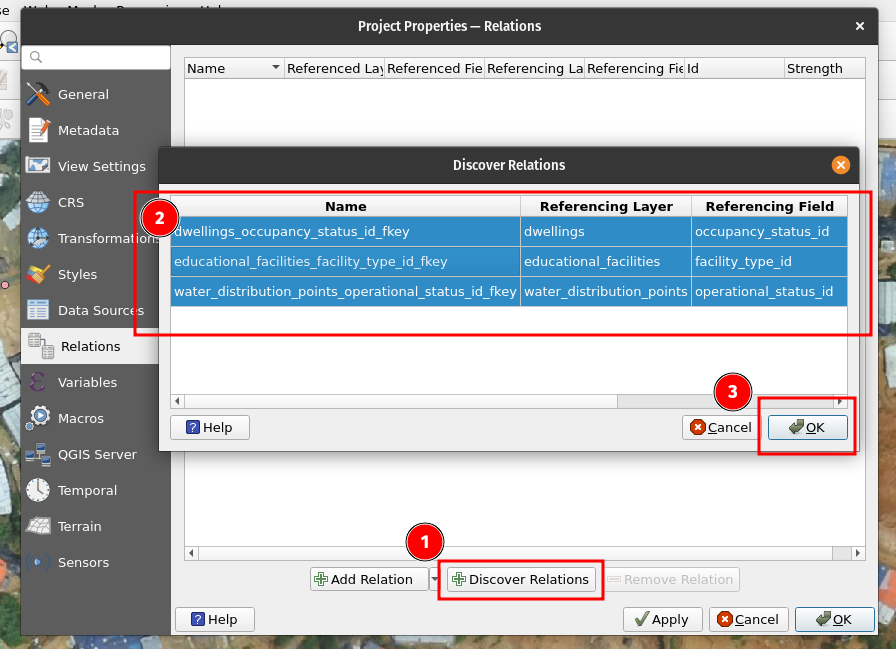 Project Properties — Relations
Name Referenced Lay Referenced Fie Referencing La Referencing Fie Id Strength
General
Metadata
View Settings
CRS
Transformations
Styles
Data Sources
Relations
Variables
Macros
QGIS Server
Temporal
Terrain
Sensors
Discover Relations
2
Name Referencing Layer Referencing Field
dwellings_occupancy_status_id_fkey dwellings occupancy_status_id
educational_facilities_facility_type_id_fkey educational_facilities facility_type_id
water_distribution_points_operational_status_id_fkey water_distribution_points operational_status_id
3
Help Cancel OK
1
Add Relation Discover Relations Remove Relation
Help Apply Cancel OK